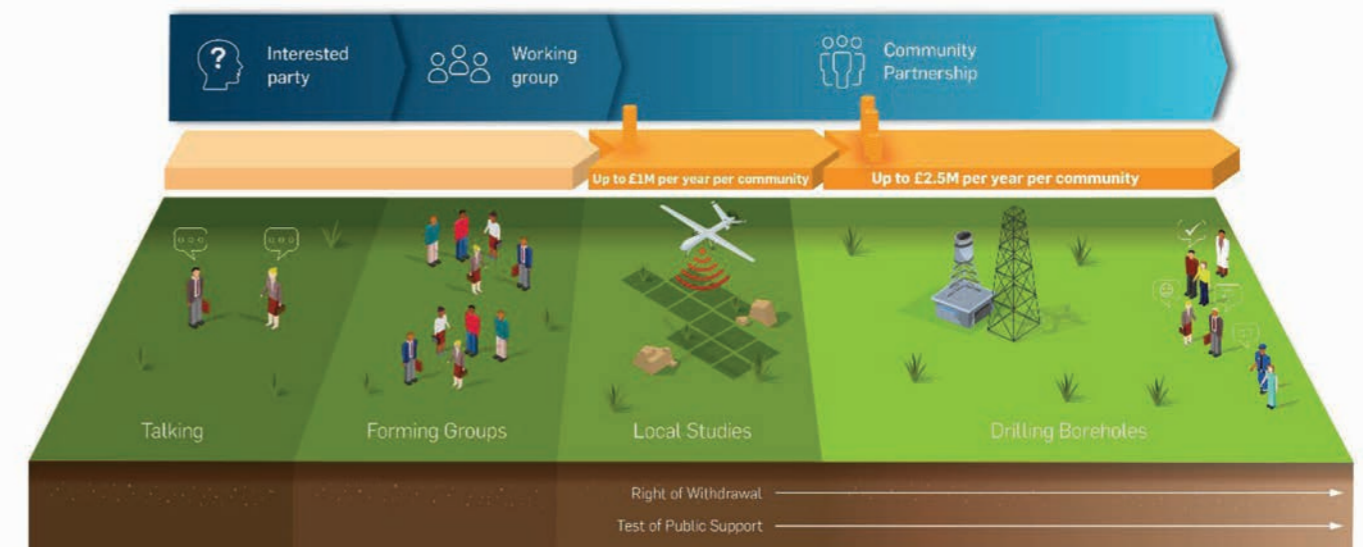 ?
Interested
party
Working
group
Community
Partnership
Up to £1M per year per community
Up to £2.5M per year per community
Talking
Forming Groups
Local Studies
Drilling Boreholes
Right of Withdrawal
Test of Public Support